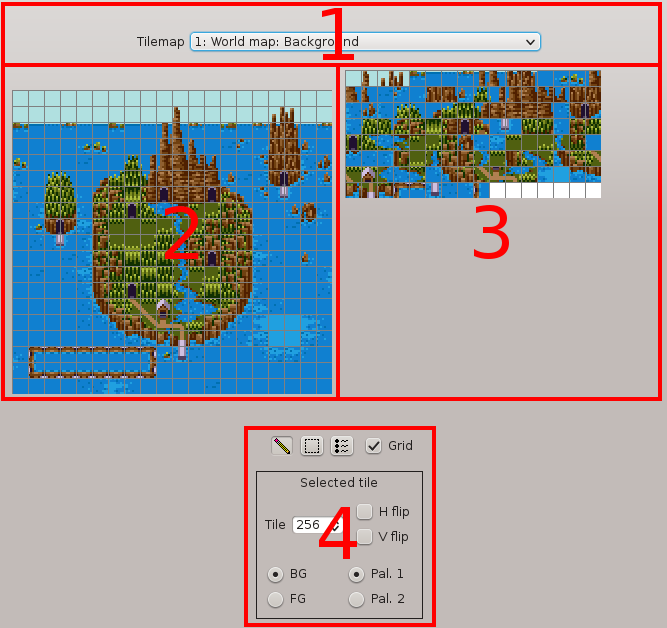 1
Tilemap 1: World map: Background
2
3
Grid
Selected tile
Tile 256
H flip
V flip
4
BG
Pal. 1
FG
Pal. 2